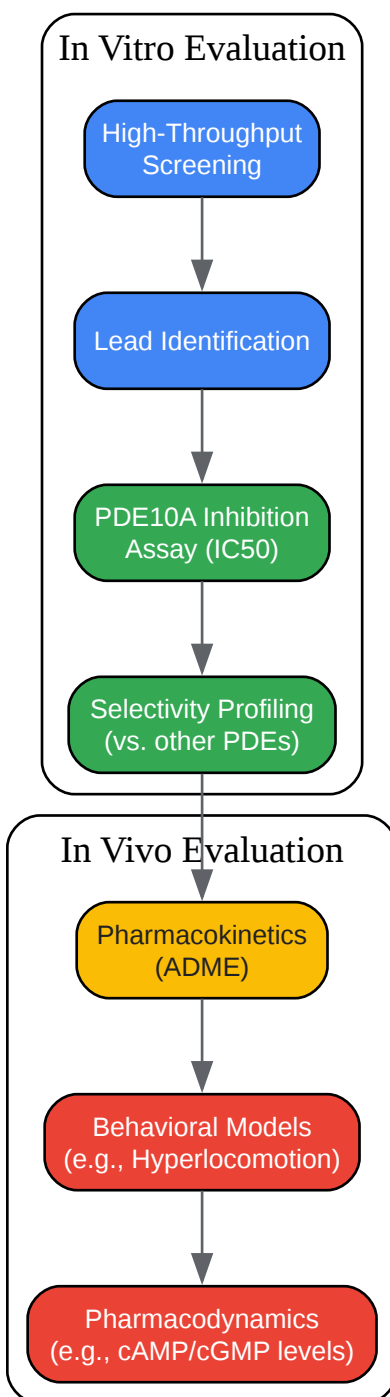 In Vitro Evaluation
High-Throughput
Screening
Lead Identification
PDE10A Inhibition
Assay (IC50)
Selectivity Profiling
(vs. other PDEs)
In Vivo Evaluation
Pharmacokinetics
(ADME)
Behavioral Models
(e.g., Hyperlocomotion)
Pharmacodynamics
(e.g., cAMP/cGMP levels)